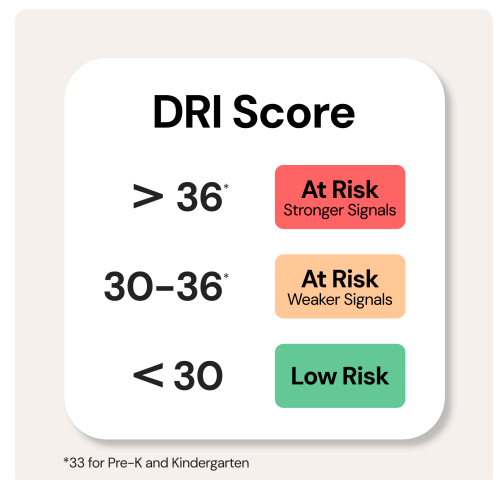 DRI Score
> 36*
At Risk
Stronger Signals
30-36*
At Risk
Weaker Signals
< 30
Low Risk
*33 for Pre-K and Kindergarten